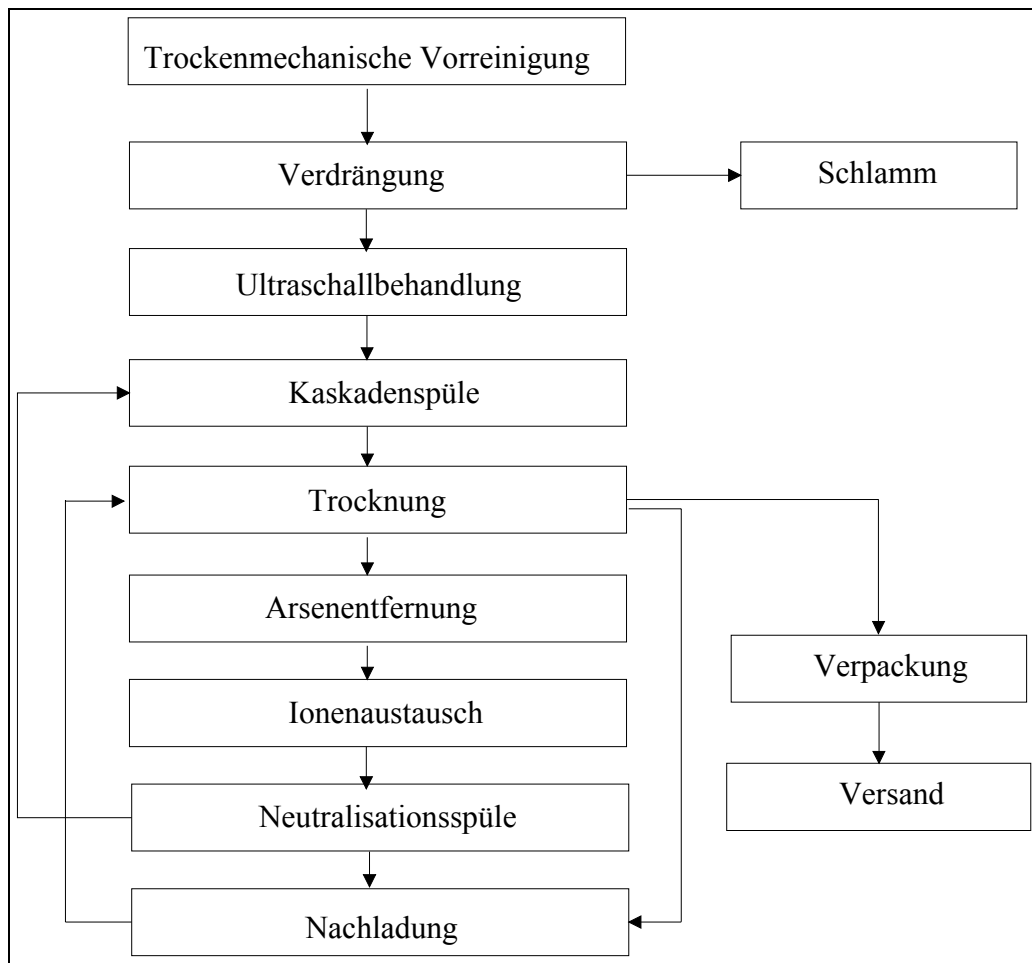 Trockenmechanische Vorreinigung
Verdrängung
Schlamm
Ultraschallbehandlung
Kaskadenspüle
Trocknung
Arsenentfernung
Verpackung
Ionenaustausch
Versand
Neutralisationsspüle
Nachladung